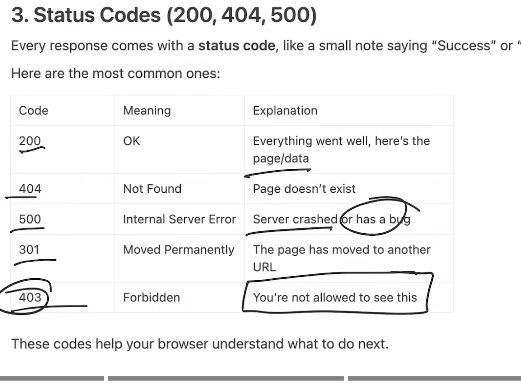 3. Status Codes (200, 404, 500)
Every response comes with a status code, like a small note saying "Success" or "
Here are the most common ones:
Code Meaning Explanation
200 OK Everything went well, here's the
page/data
404 Not Found Page doesn't exist
500 Internal Server Error Server crashed or has a bug
301 Moved Permanently The page has moved to another
URL
403 Forbidden You're not allowed to see this
These codes help your browser understand what to do next.